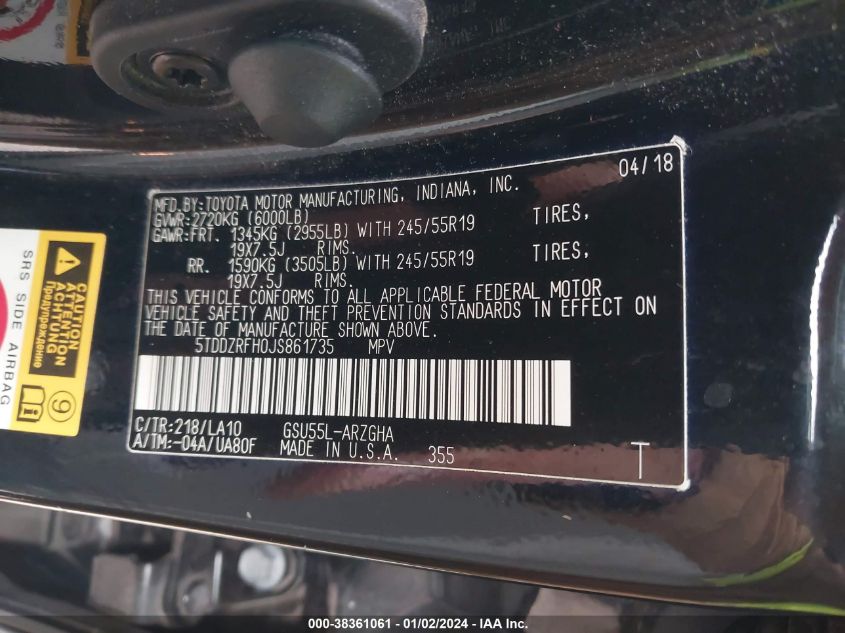 04/18
MFD.BY:TOYOTA MOTOR MANUFACTURING, INDIANA, INC.
GVWR:2720KG (6000LB)
GAWR:FRT. 1345KG (2955LB) WITH 245/55R19 TIRES,
19X7.5J RIMS.
RR. 1590KG (3505LB) WITH 245/55R19 TIRES,
19X7.5J RIMS.
THIS VEHICLE CONFORMS TO ALL APPLICABLE FEDERAL MOTOR
VEHICLE SAFETY AND THEFT PREVENTION STANDARDS IN EFFECT ON
THE DATE OF MANUFACTURE SHOWN ABOVE.
5TDDZRFH0JS861735 MPV
C/TR:218/LA10 GSU55L-ARZGHA
A/TM:-04A/UA80F MADE IN U.S.A. 355
T
CAUTION
ATTENTION
ACHTUNG
Предупреждение
SRS SIDE AIRBAG
9
000-38361061 - 01/02/2024 - IAA Inc.